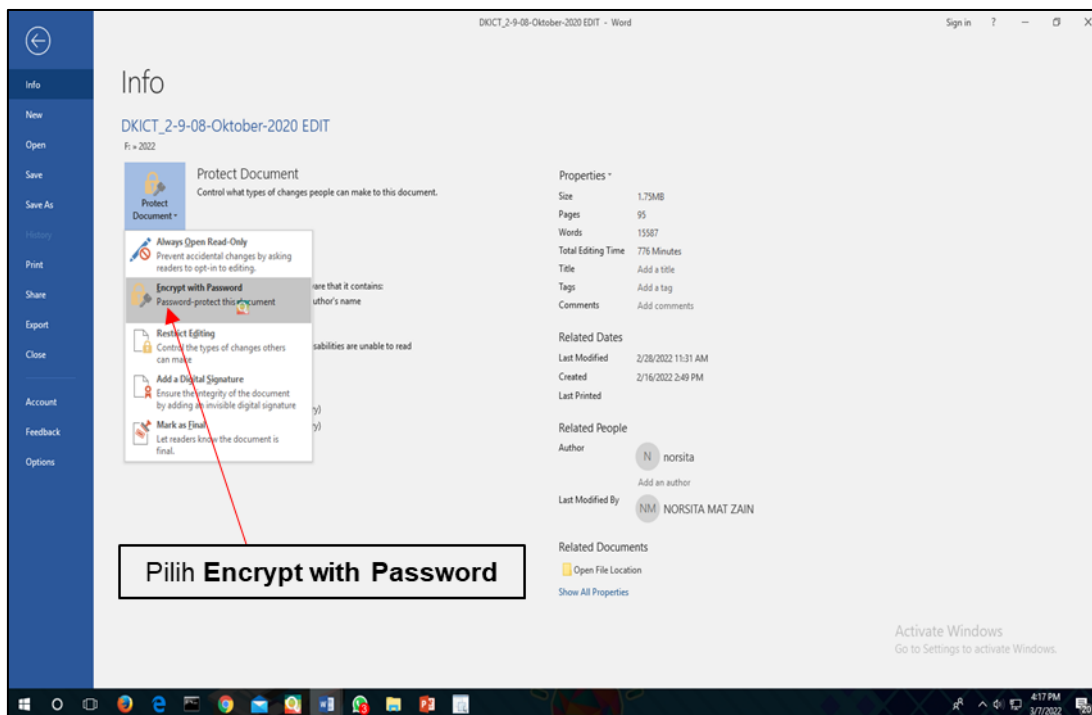 DKICT_2-9-08-Oktober-2020 EDIT - Word
Sign in ?
Info
New
Open
Save
Save As
History
Print
Share
Export
Close
Account
Feedback
Options
Info
DKICT_2-9-08-Oktober-2020 EDIT
F: » 2022
Protect
Document
Protect Document
Control what types of changes people can make to this document.
Always Open Read-Only
Prevent accidental changes by asking
readers to opt-in to editing.
Encrypt with Password
Password-protect this document
Restrict Editing
Control the types of changes others
can make
Add a Digital Signature
Ensure the integrity of the document
by adding an invisible digital signature
Mark as Final
Let readers know the document is
final.
that it contains:
author's name
sabilities are unable to read
Pilih Encrypt with Password
Properties
Size 1.75MB
Pages 95
Words 15587
Total Editing Time 776 Minutes
Title Add a title
Tags Add a tag
Comments Add comments
Related Dates
Last Modified 2/28/2022 11:31 AM
Created 2/16/2022 2:49 PM
Last Printed
Related People
Author
N norsita
Add an author
Last Modified By
NM NORSITA MAT ZAIN
Related Documents
Open File Location
Show All Properties
Activate Windows
Go to Settings to activate Windows.
4:17 PM
3/7/2022